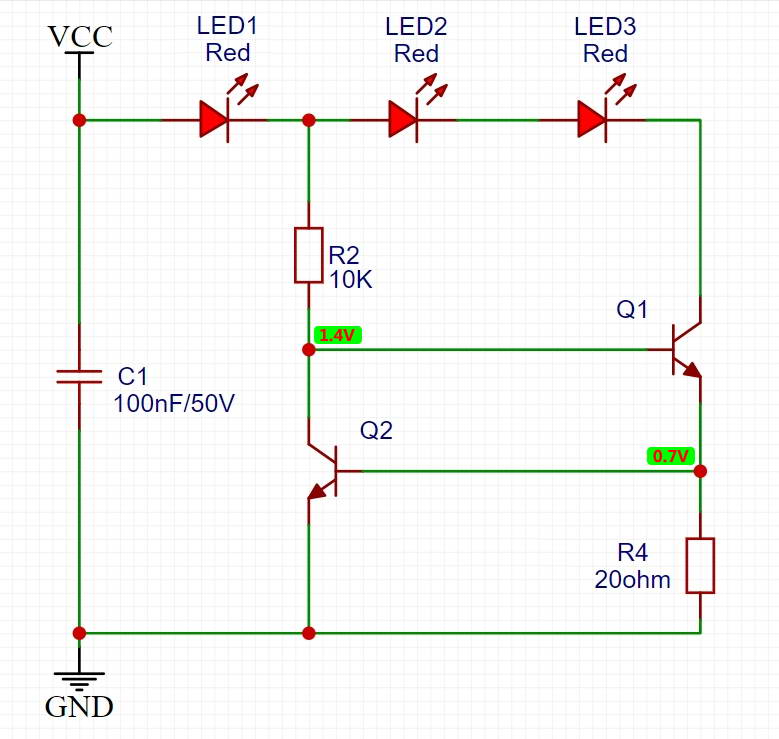 VCC
LED1
Red
LED2
Red
LED3
Red
R2
10K
1.4V
Q1
C1
100nF/50V
Q2
0.7V
R4
20ohm
GND